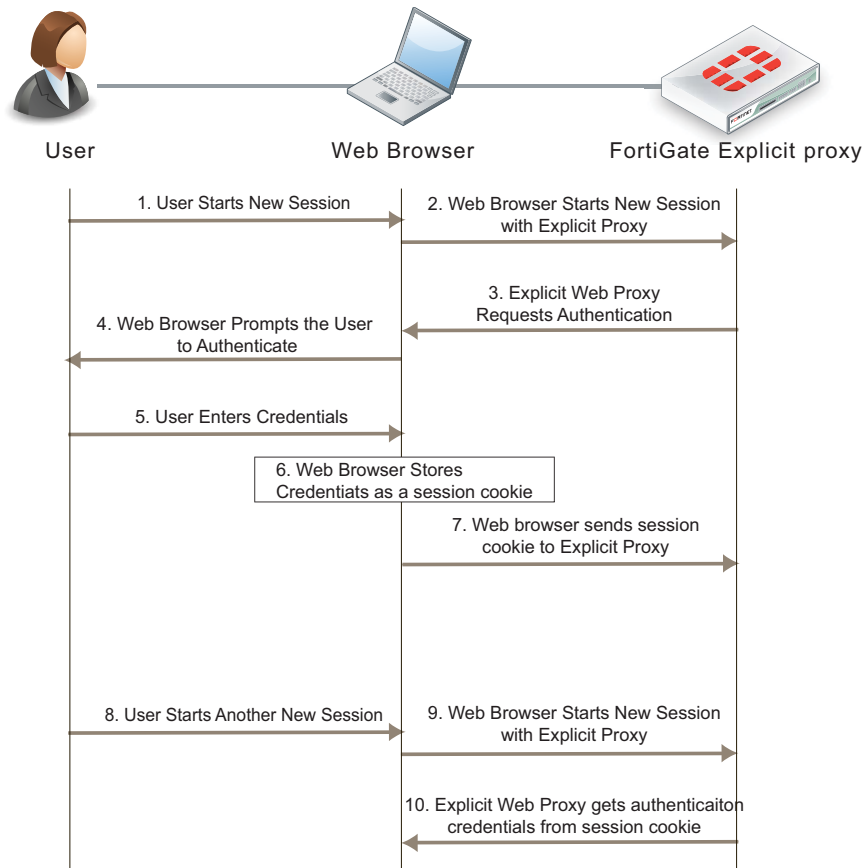 FORTINET
User
Web Browser
FortiGate Explicit proxy
1. User Starts New Session
2. Web Browser Starts New Session
with Explicit Proxy
3. Explicit Web Proxy
Requests Authentication
4. Web Browser Prompts the User
to Authenticate
5. User Enters Credentials
6. Web Browser Stores
Credentiats as a session cookie
7. Web browser sends session
cookie to Explicit Proxy
8. User Starts Another New Session
9. Web Browser Starts New Session
with Explicit Proxy
10. Explicit Web Proxy gets authenticaiton
credentials from session cookie